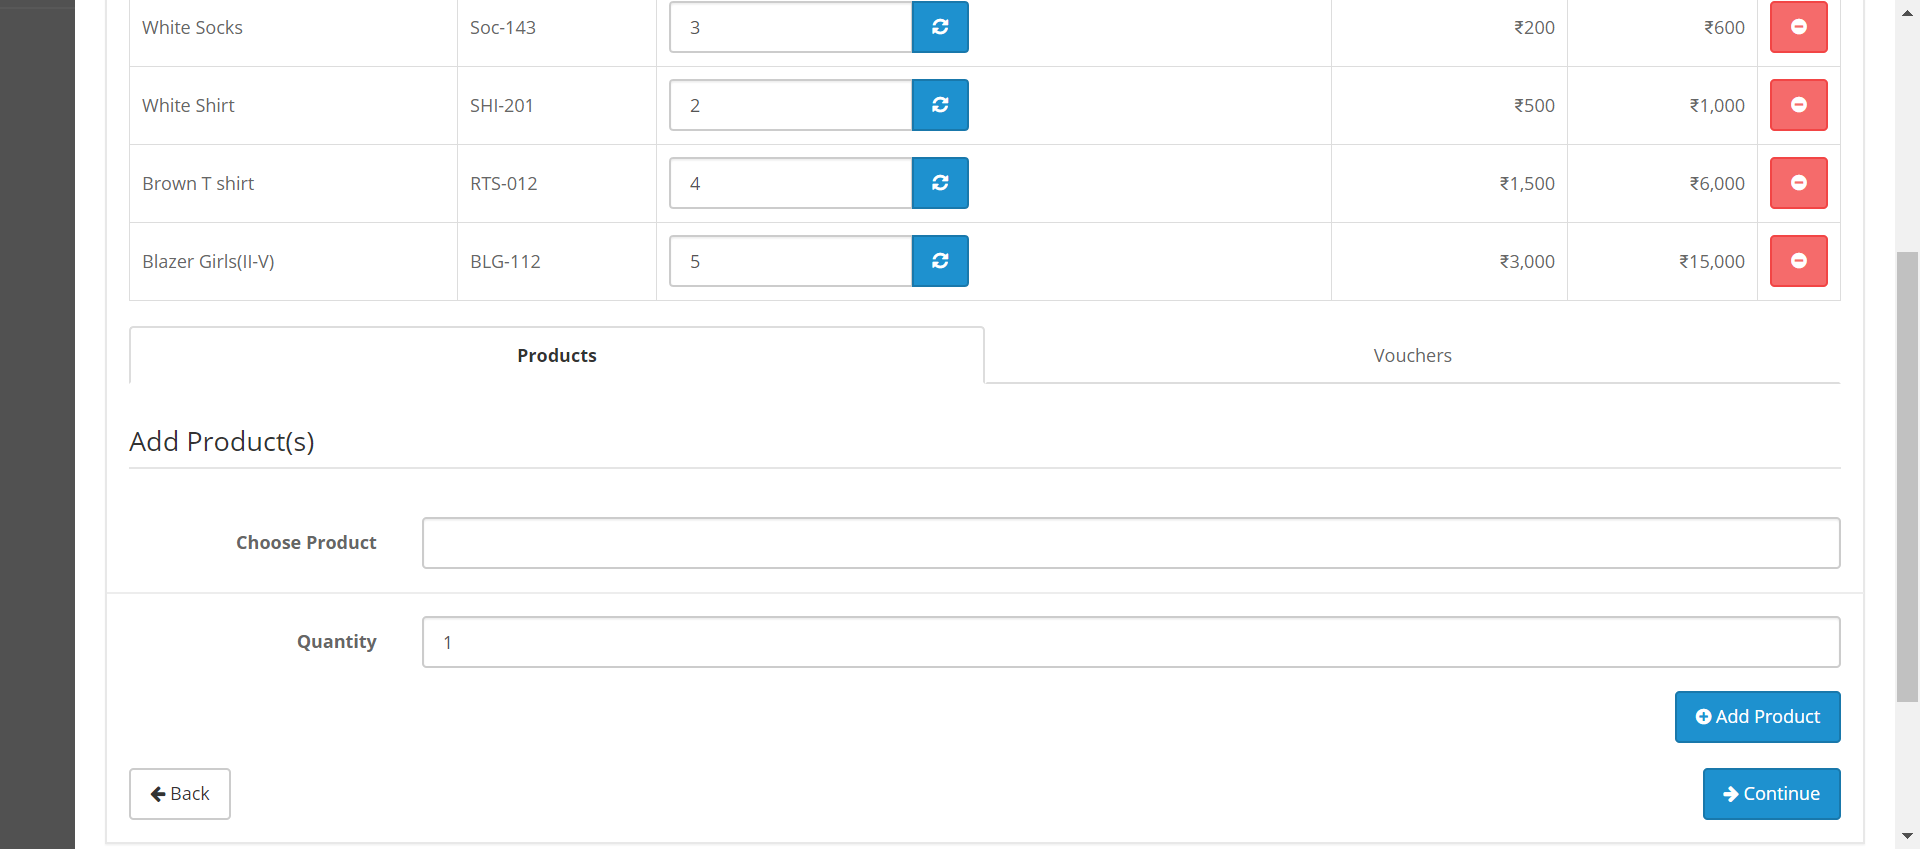 White Socks Soc-143 3 ₹200 ₹600
White Shirt SHI-201 2 ₹500 ₹1,000
Brown T shirt RTS-012 4 ₹1,500 ₹6,000
Blazer Girls(II-V) BLG-112 5 ₹3,000 ₹15,000
Products Vouchers
Add Product(s)
Choose Product
Quantity 1
Add Product
Back Continue